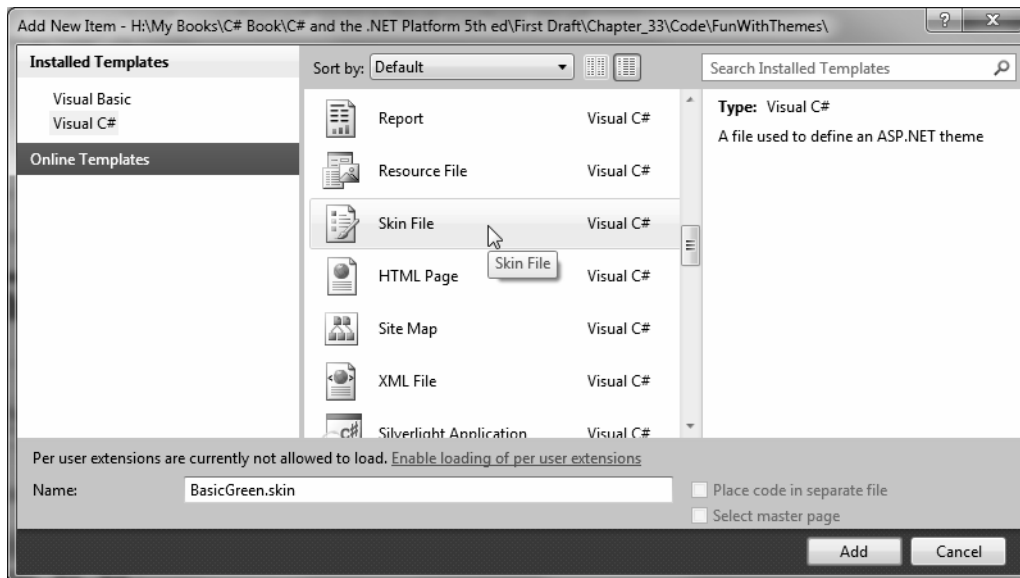 Add New Item - H:\My Books\C# Book\C# and the .NET Platform 5th ed\First Draft\Chapter_33\Code\FunWithThemes\
Installed Templates
Visual Basic
Visual C#
Online Templates
Sort by: Default
Search Installed Templates
Report Visual C#
Resource File Visual C#
Skin File Visual C#
Skin File
HTML Page Visual C#
Site Map Visual C#
XML File Visual C#
Silverlight Application Visual C#
Type: Visual C#
A file used to define an ASP.NET theme
Per user extensions are currently not allowed to load. Enable loading of per user extensions
Name: BasicGreen.skin
Place code in separate file
Select master page
Add Cancel